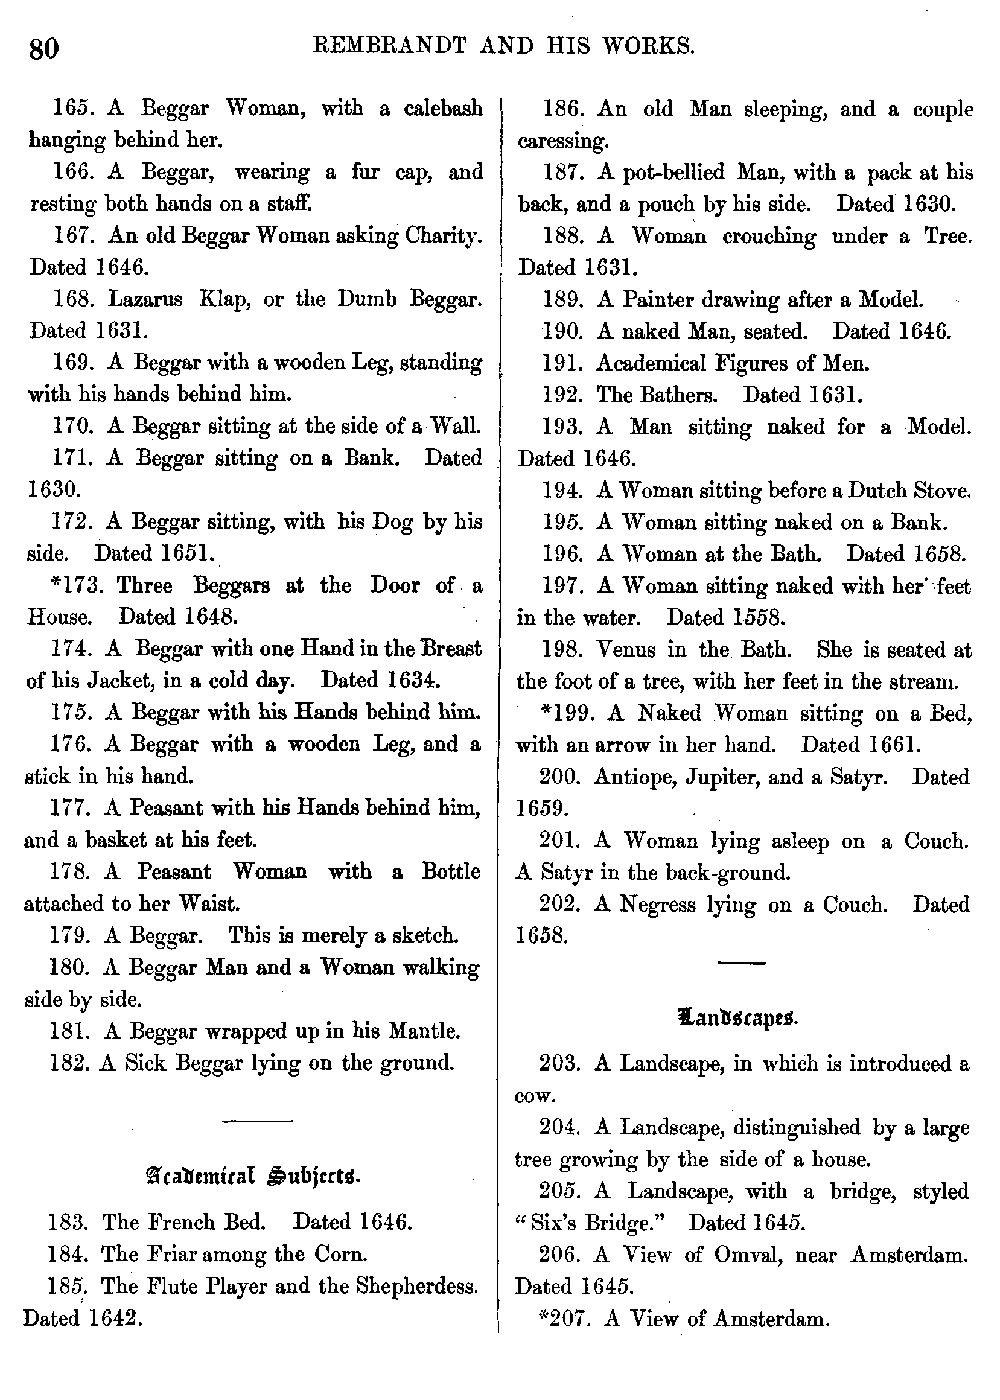 80
REMBRANDT AND HIS WORKS.
165. A Beggar Woman, with a calebash
hanging behind her.
166. A Beggar, wearing a fur cap, and
resting both hands on a staff.
167. An old Beggar Woman asking Charity.
Dated 1646.
168. Lazarus Klap, or the Dumb Beggar.
Dated 1631.
169. A Beggar with a wooden Leg, standing
with his hands behind him.
170. A Beggar sitting at the side of a Wall.
171. A Beggar sitting on a Bank. Dated
1630.
172. A Beggar sitting, with his Dog by his
side. Dated 1651.
*173. Three Beggars at the Door of a
House. Dated 1648.
174. A Beggar with one Hand in the Breast
of his Jacket, in a cold day. Dated 1634.
175. A Beggar with his Hands behind him.
176. A Beggar with a wooden Leg, and a
stick in his hand.
177. A Peasant with his Hands behind him,
and a basket at his feet.
178. A Peasant Woman with a Bottle
attached to her Waist.
179. A Beggar. This is merely a sketch.
180. A Beggar Man and a Woman walking
side by side.
181. A Beggar wrapped up in his Mantle.
182. A Sick Beggar lying on the ground.
Academical Subjects.
183. The French Bed. Dated 1646.
184. The Friar among the Corn.
185. The Flute Player and the Shepherdess.
Dated 1642.
186. An old Man sleeping, and a couple
caressing.
187. A pot-bellied Man, with a pack at his
back, and a pouch by his side. Dated 1630.
188. A Woman crouching under a Tree.
Dated 1631.
189. A Painter drawing after a Model.
190. A naked Man, seated. Dated 1646.
191. Academical Figures of Men.
192. The Bathers. Dated 1631.
193. A Man sitting naked for a Model.
Dated 1646.
194. A Woman sitting before a Dutch Stove.
195. A Woman sitting naked on a Bank.
196. A Woman at the Bath. Dated 1658.
197. A Woman sitting naked with her feet
in the water. Dated 1558.
198. Venus in the Bath. She is seated at
the foot of a tree, with her feet in the stream.
*199. A Naked Woman sitting on a Bed,
with an arrow in her hand. Dated 1661.
200. Antiope, Jupiter, and a Satyr. Dated
1659.
201. A Woman lying asleep on a Couch.
A Satyr in the back-ground.
202. A Negress lying on a Couch. Dated
1658.
Landscapes.
203. A Landscape, in which is introduced a
cow.
204. A Landscape, distinguished by a large
tree growing by the side of a house.
205. A Landscape, with a bridge, styled
“Six's Bridge.” Dated 1645.
206. A View of Omval, near Amsterdam.
Dated 1645.
*207. A View of Amsterdam.